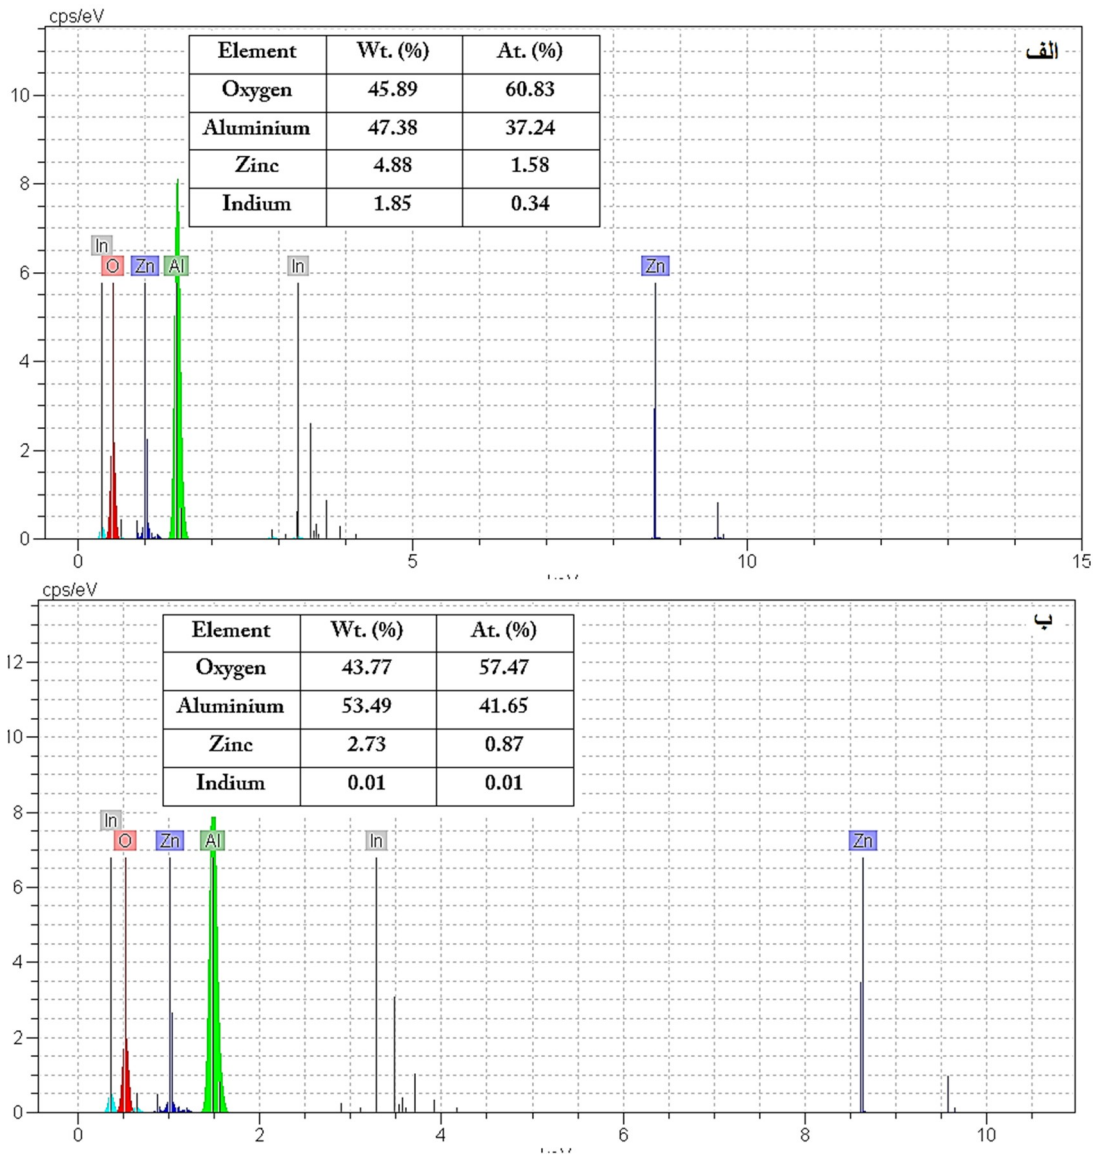 cps/eV
الف
Element Wt. (%) At. (%)
Oxygen 45.89 60.83
Aluminium 47.38 37.24
Zinc 4.88 1.58
Indium 1.85 0.34
10
8
6
4
2
0
In
O Zn Al In Zn
0 5 10 15
cps/eV
ب
Element Wt. (%) At. (%)
Oxygen 43.77 57.47
Aluminium 53.49 41.65
Zinc 2.73 0.87
Indium 0.01 0.01
12
10
8
6
4
2
0
In
O Zn Al In Zn
0 2 4 6 8 10